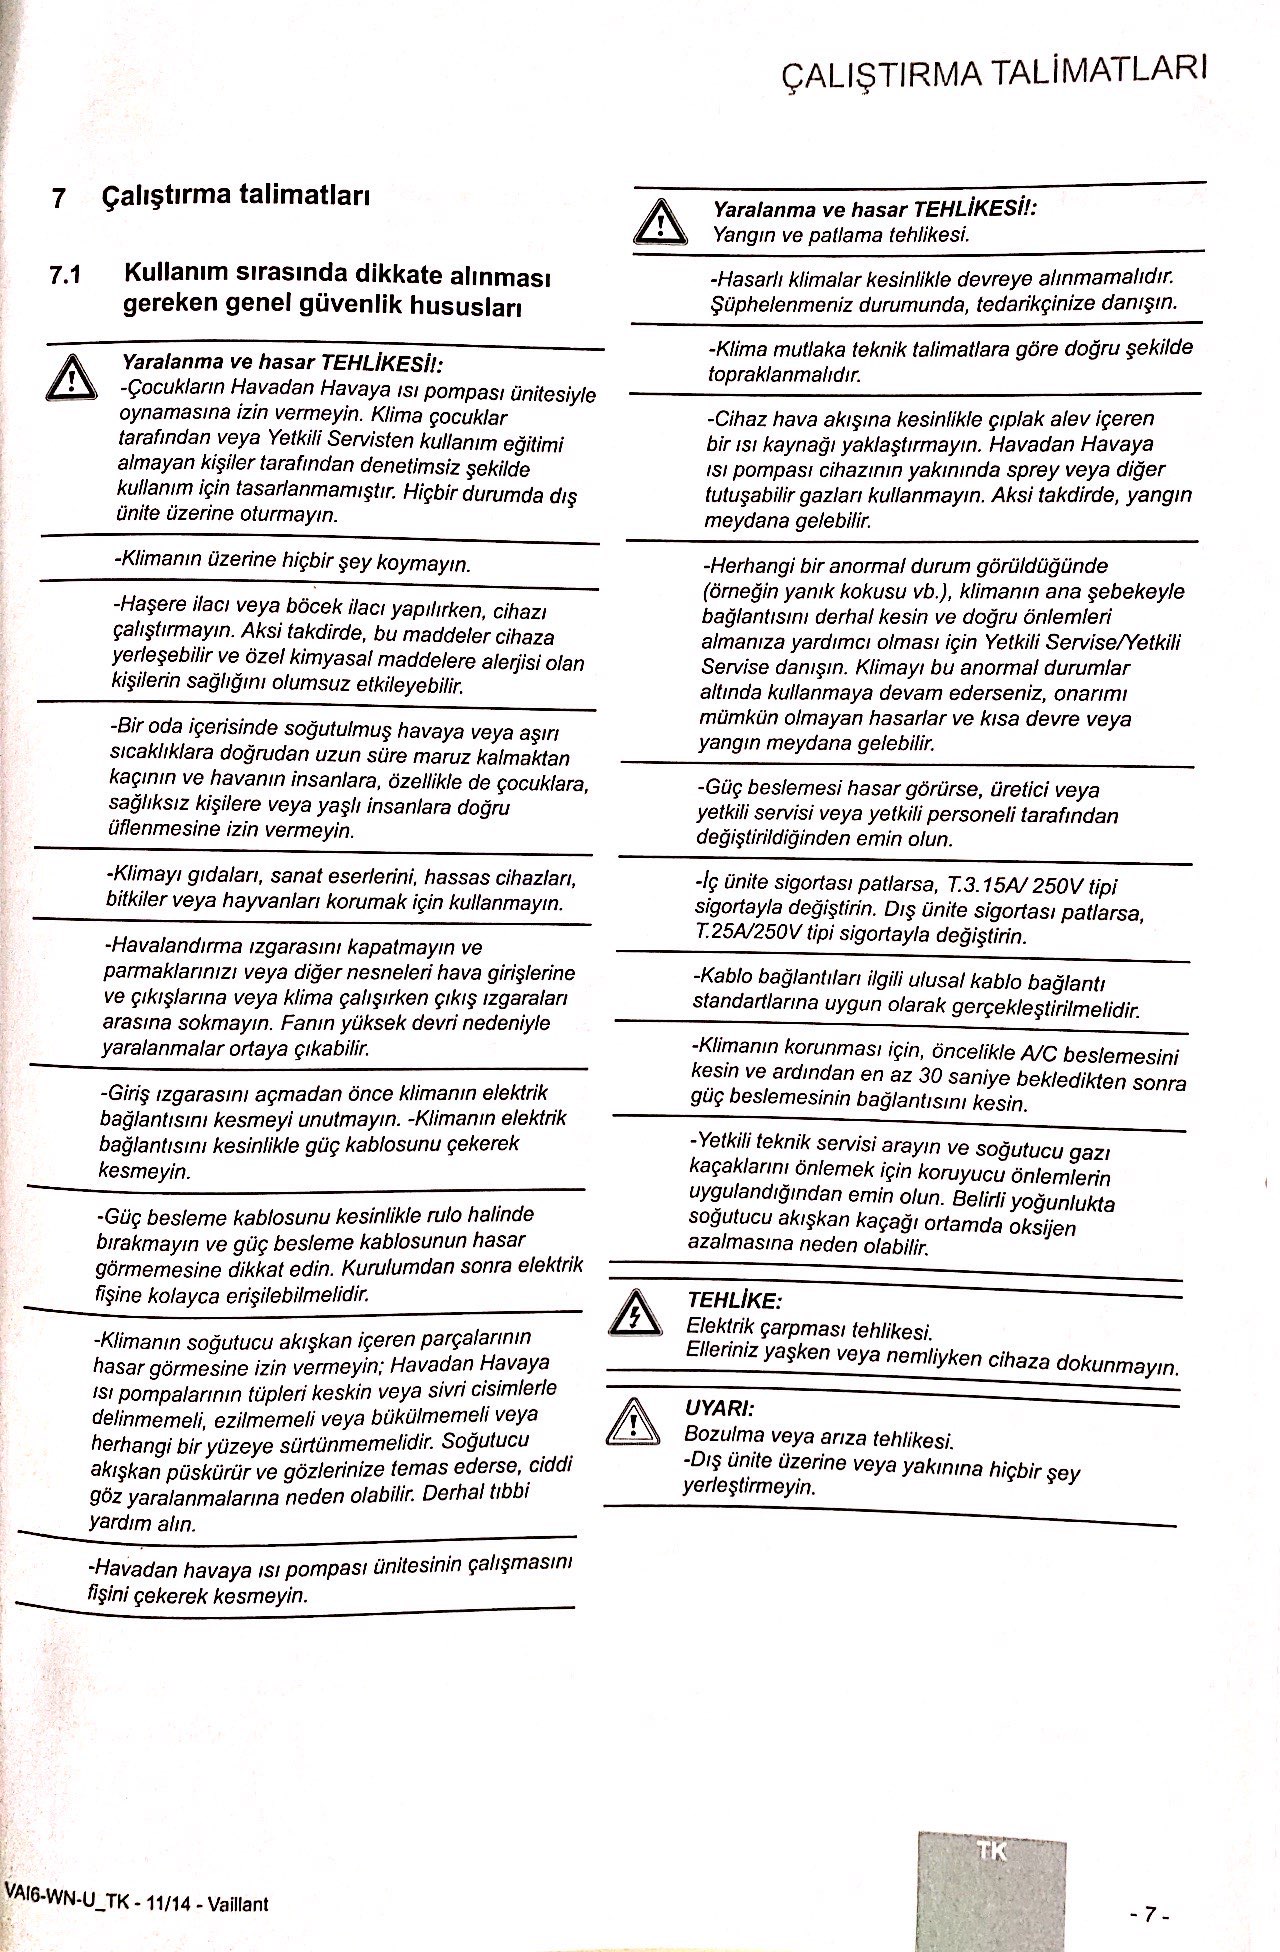 ÇALIŞTIRMA TALİMATLARI
7 Çalıştırma talimatları
7.1 Kullanım sırasında dikkate alınması
gereken genel güvenlik hususları
Yaralanma ve hasar TEHLİKESİ!:
-Çocukların Havadan Havaya ısı pompası ünitesiyle
oynamasına izin vermeyin. Klima çocuklar
tarafından veya Yetkili Servisten kullanım eğitimi
almayan kişiler tarafından denetimsiz şekilde
kullanım için tasarlanmamıştır. Hiçbir durumda dış
ünite üzerine oturmayın.
-Klimanın üzerine hiçbir şey koymayın.
-Haşere ilacı veya böcek ilacı yapılırken, cihazı
çalıştırmayın. Aksi takdirde, bu maddeler cihaza
yerleşebilir ve özel kimyasal maddelere alerjisi olan
kişilerin sağlığını olumsuz etkileyebilir.
-Bir oda içerisinde soğutulmuş havaya veya aşırı
sıcaklıklara doğrudan uzun süre maruz kalmaktan
kaçının ve havanın insanlara, özellikle de çocuklara,
sağlıksız kişilere veya yaşlı insanlara doğru
üflenmesine izin vermeyin.
-Klimayı gıdaları, sanat eserlerini, hassas cihazları,
bitkiler veya hayvanları korumak için kullanmayın.
-Havalandırma ızgarasını kapatmayın ve
parmaklarınızı veya diğer nesneleri hava girişlerine
ve çıkışlarına veya klima çalışırken çıkış ızgaraları
arasına sokmayın. Fanın yüksek devri nedeniyle
yaralanmalar ortaya çıkabilir.
-Giriş ızgarasını açmadan önce klimanın elektrik
bağlantısını kesmeyi unutmayın. -Klimanın elektrik
bağlantısını kesinlikle güç kablosunu çekerek
kesmeyin.
-Güç besleme kablosunu kesinlikle rulo halinde
bırakmayın ve güç besleme kablosunun hasar
görmemesine dikkat edin. Kurulumdan sonra elektrik
fişine kolayca erişilebilmelidir.
-Klimanın soğutucu akışkan içeren parçalarının
hasar görmesine izin vermeyin; Havadan Havaya
ısı pompalarının tüpleri keskin veya sivri cisimlerle
delinmemeli, ezilmemeli veya bükülmemeli veya
herhangi bir yüzeye sürtünmemelidir. Soğutucu
akışkan püskürür ve gözlerinize temas ederse, ciddi
göz yaralanmalarına neden olabilir. Derhal tıbbi
yardım alın.
-Havadan havaya ısı pompası ünitesinin çalışmasını
fişini çekerek kesmeyin.
Yaralanma ve hasar TEHLİKESİ!:
Yangın ve patlama tehlikesi.
-Hasarlı klimalar kesinlikle devreye alınmamalıdır.
Şüphelenmeniz durumunda, tedarikçinize danışın.
-Klima mutlaka teknik talimatlara göre doğru şekilde
topraklanmalıdır.
-Cihaz hava akışına kesinlikle çıplak alev içeren
bir ısı kaynağı yaklaştırmayın. Havadan Havaya
ısı pompası cihazının yakınında sprey veya diğer
tutuşabilir gazları kullanmayın. Aksi takdirde, yangın
meydana gelebilir.
-Herhangi bir anormal durum görüldüğünde
(örneğin yanık kokusu vb.), klimanın ana şebekeyle
bağlantısını derhal kesin ve doğru önlemleri
almanıza yardımcı olması için Yetkili Servise/Yetkili
Servise danışın. Klimayı bu anormal durumlar
altında kullanmaya devam ederseniz, onarımı
mümkün olmayan hasarlar ve kısa devre veya
yangın meydana gelebilir.
-Güç beslemesi hasar görürse, üretici veya
yetkili servisi veya yetkili personeli tarafından
değiştirildiğinden emin olun.
-İç ünite sigortası patlarsa, T.3.15A/ 250V tipi
sigortayla değiştirin. Dış ünite sigortası patlarsa,
T.25A/250V tipi sigortayla değiştirin.
-Kablo bağlantıları ilgili ulusal kablo bağlantı
standartlarına uygun olarak gerçekleştirilmelidir.
-Klimanın korunması için, öncelikle A/C beslemesini
kesin ve ardından en az 30 saniye bekledikten sonra
güç beslemesinin bağlantısını kesin.
-Yetkili teknik servisi arayın ve soğutucu gazı
kaçaklarını önlemek için koruyucu önlemlerin
uygulandığından emin olun. Belirli yoğunlukta
soğutucu akışkan kaçağı ortamda oksijen
azalmasına neden olabilir.
TEHLİKE:
Elektrik çarpması tehlikesi.
Elleriniz yaşken veya nemliyken cihaza dokunmayın.
UYARI:
Bozulma veya arıza tehlikesi.
-Dış ünite üzerine veya yakınına hiçbir şey
yerleştirmeyin.
TK
VAI6-WN-U_TK - 11/14 - Vaillant
- 7 -